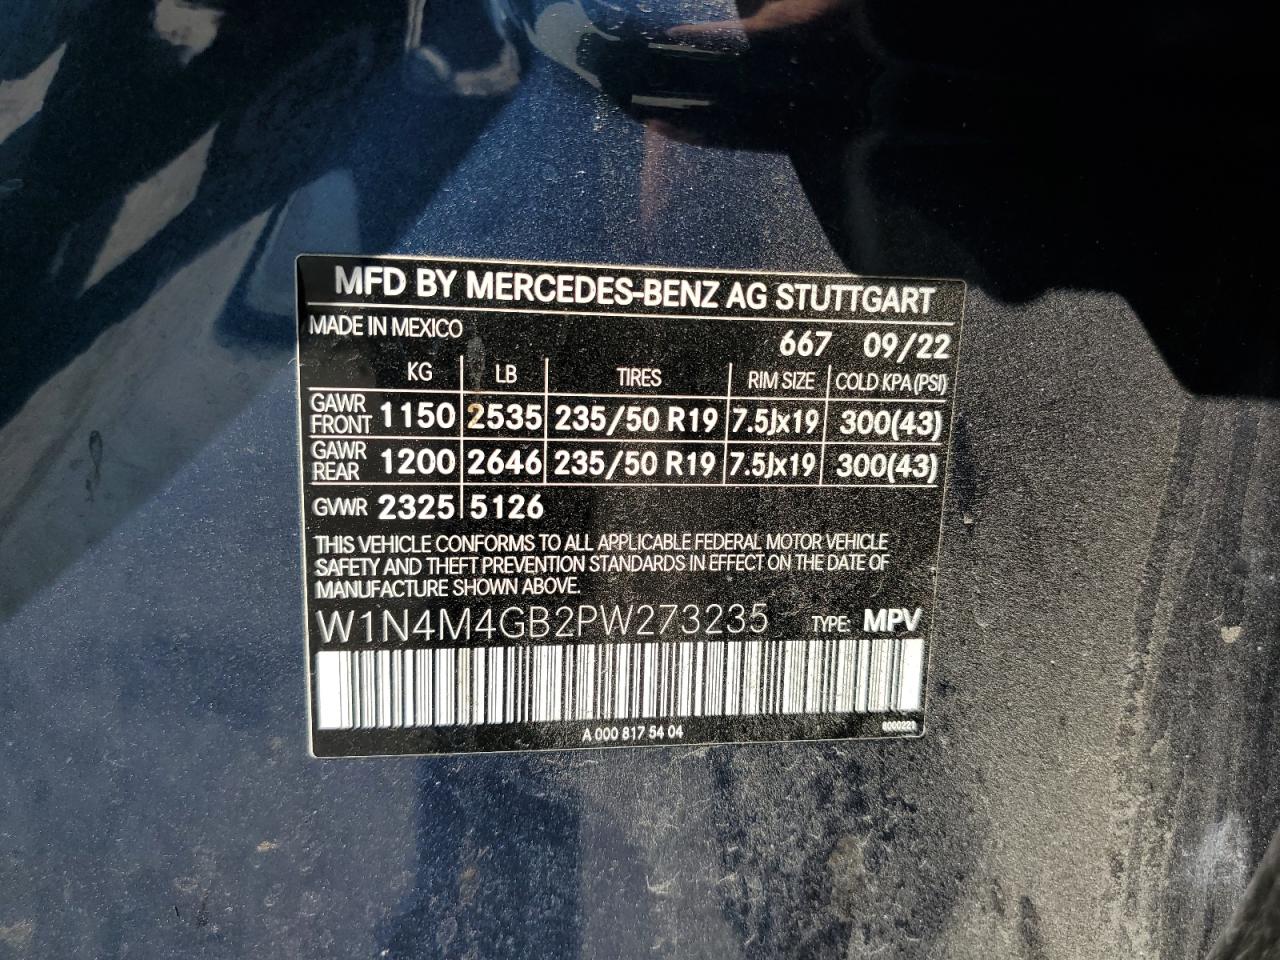 MFD BY MERCEDES-BENZ AG STUTTGART
MADE IN MEXICO 667 09/22
KG LB TIRES RIM SIZE COLD KPA (PSI)
GAWR FRONT 1150 2535 235/50 R19 7.5Jx19 300(43)
GAWR REAR 1200 2646 235/50 R19 7.5Jx19 300(43)
GVWR 2325 5126
THIS VEHICLE CONFORMS TO ALL APPLICABLE FEDERAL MOTOR VEHICLE
SAFETY AND THEFT PREVENTION STANDARDS IN EFFECT ON THE DATE OF
MANUFACTURE SHOWN ABOVE.
W1N4M4GB2PW273235 TYPE: MPV
A 000 817 54 04 6000221